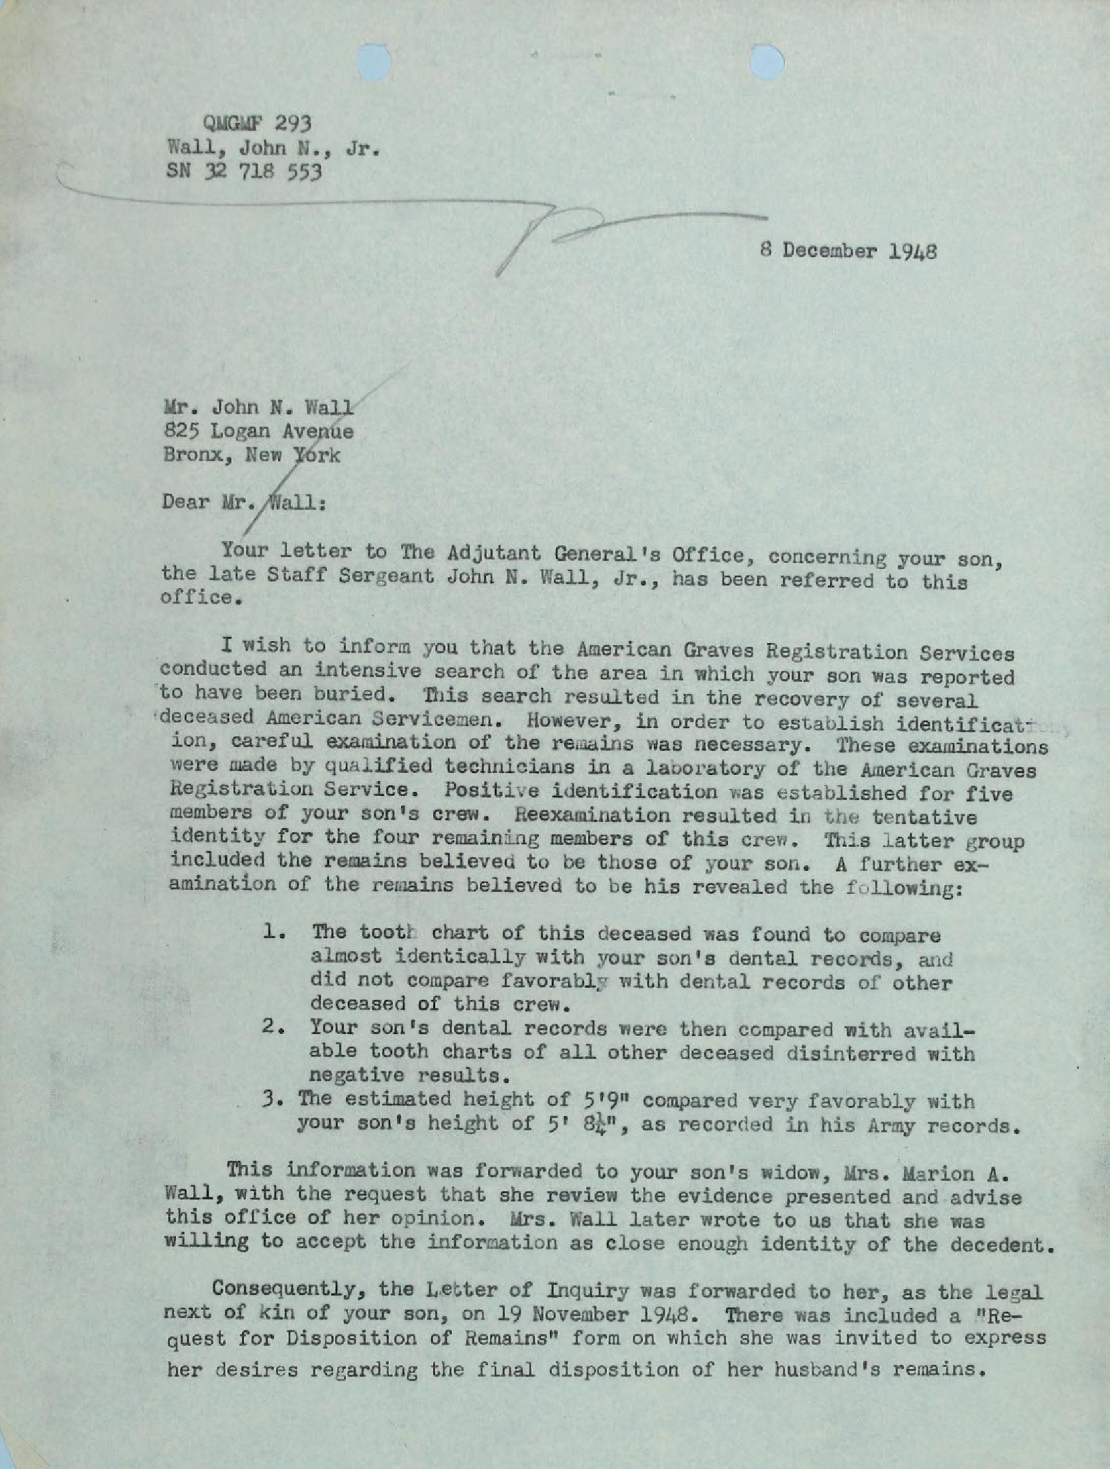 QMGMF 293
Wall, John N., Jr.
SN 32 718 553
8 December 1948
Mr. John N. Wall
825 Logan Avenue
Bronx, New York
Dear Mr. Wall:
Your letter to The Adjutant General's Office, concerning your son,
the late Staff Sergeant John N. Wall, Jr., has been referred to this
office.
I wish to inform you that the American Graves Registration Services
conducted an intensive search of the area in which your son was reported
to have been buried. This search resulted in the recovery of several
deceased American Servicemen. However, in order to establish identificat-
ion, careful examination of the remains was necessary. These examinations
were made by qualified technicians in a laboratory of the American Graves
Registration Service. Positive identification was established for five
members of your son's crew. Reexamination resulted in the tentative
identity for the four remaining members of this crew. This latter group
included the remains believed to be those of your son. A further ex-
amination of the remains believed to be his revealed the following:
1. The tooth chart of this deceased was found to compare
almost identically with your son's dental records, and
did not compare favorably with dental records of other
deceased of this crew.
2. Your son's dental records were then compared with avail-
able tooth charts of all other deceased disinterred with
negative results.
3. The estimated height of 5'9" compared very favorably with
your son's height of 5' 8¼", as recorded in his Army records.
This information was forwarded to your son's widow, Mrs. Marion A.
Wall, with the request that she review the evidence presented and advise
this office of her opinion. Mrs. Wall later wrote to us that she was
willing to accept the information as close enough identity of the decedent.
Consequently, the Letter of Inquiry was forwarded to her, as the legal
next of kin of your son, on 19 November 1948. There was included a "Re-
quest for Disposition of Remains" form on which she was invited to express
her desires regarding the final disposition of her husband's remains.